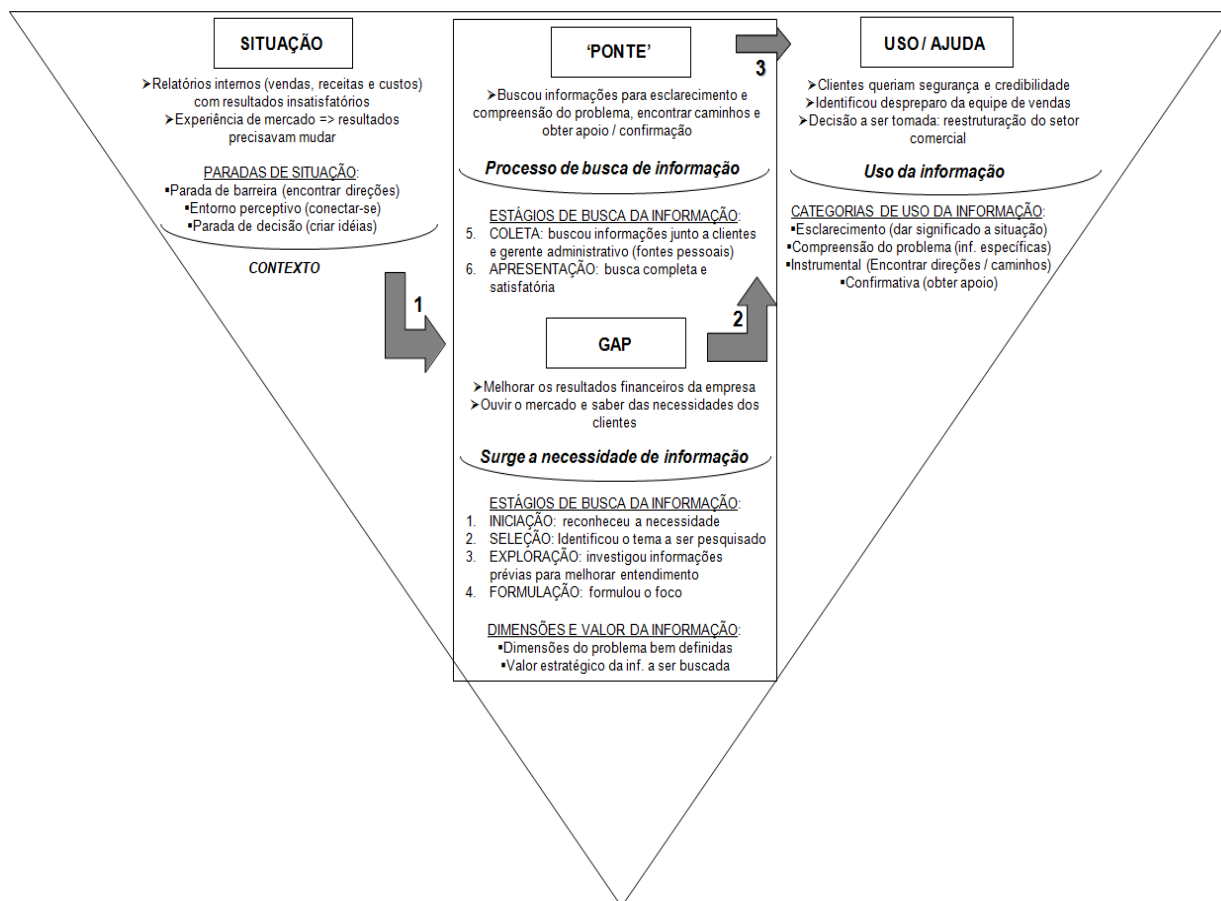 SITUAÇÃO
➢Relatórios internos (vendas, receitas e custos)
com resultados insatisfatórios
➢Experiência de mercado => resultados
precisavam mudar
PARADAS DE SITUAÇÃO:
▪Parada de barreira (encontrar direções)
▪Entorno perceptivo (conectar-se)
▪Parada de decisão (criar idéias)
CONTEXTO
1
‘PONTE’
➢Buscou informações para esclarecimento e
compreensão do problema, encontrar caminhos e
obter apoio / confirmação
Processo de busca de informação
ESTÁGIOS DE BUSCA DA INFORMAÇÃO:
5. COLETA: buscou informações junto a clientes
e gerente administrativo (fontes pessoais)
6. APRESENTAÇÃO: busca completa e
satisfatória
2
GAP
➢Melhorar os resultados financeiros da empresa
➢Ouvir o mercado e saber das necessidades dos
clientes
Surge a necessidade de informação
ESTÁGIOS DE BUSCA DA INFORMAÇÃO:
1. INICIAÇÃO: reconheceu a necessidade
2. SELEÇÃO: Identificou o tema a ser pesquisado
3. EXPLORAÇÃO: investigou informações
prévias para melhorar entendimento
4. FORMULAÇÃO: formulou o foco
DIMENSÕES E VALOR DA INFORMAÇÃO:
▪Dimensões do problema bem definidas
▪Valor estratégico da inf. a ser buscada
3
USO / AJUDA
➢Clientes queriam segurança e credibilidade
➢Identificou despreparo da equipe de vendas
➢Decisão a ser tomada: reestruturação do setor
comercial
Uso da informação
CATEGORIAS DE USO DA INFORMAÇÃO:
▪Esclarecimento (dar significado a situação)
▪Compreensão do problema (inf. específicas)
▪Instrumental (Encontrar direções / caminhos)
▪Confirmativa (obter apoio)